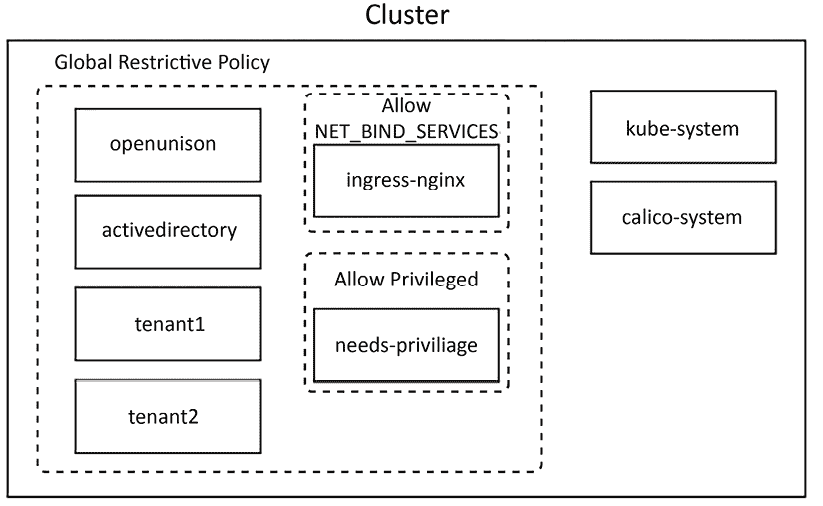 Cluster
Global Restrictive Policy
openunison
activedirectory
tenant1
tenant2
Allow
NET_BIND_SERVICES
ingress-nginx
Allow Privileged
needs-priviliage
kube-system
calico-system